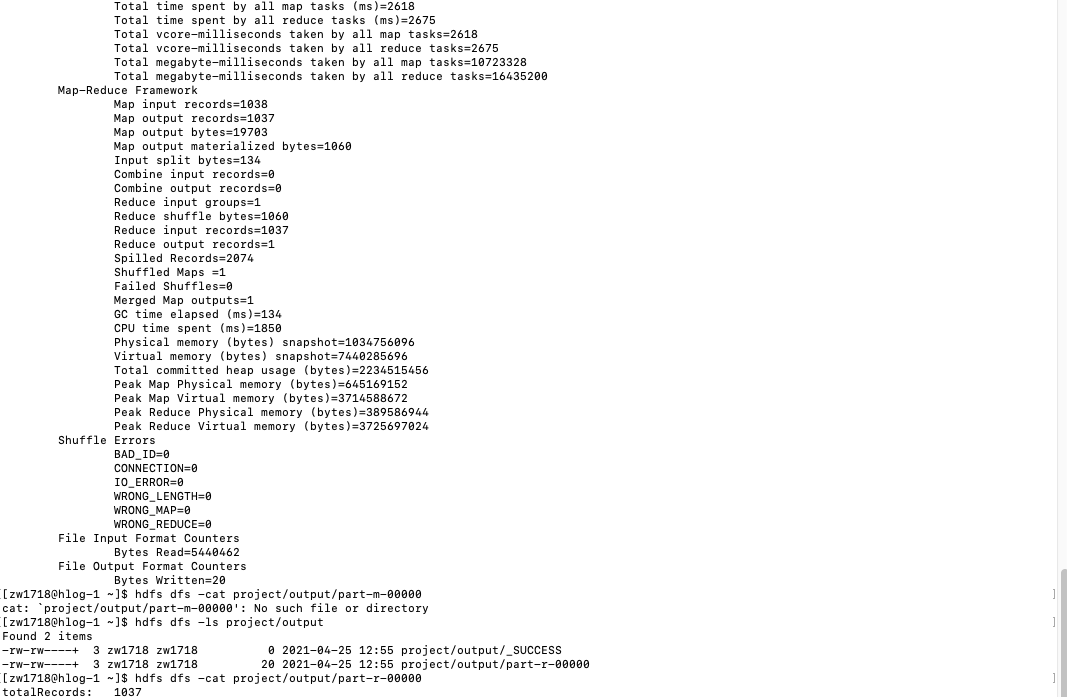 Total time spent by all map tasks (ms)=2618
Total time spent by all reduce tasks (ms)=2675
Total vcore-milliseconds taken by all map tasks=2618
Total vcore-milliseconds taken by all reduce tasks=2675
Total megabyte-milliseconds taken by all map tasks=10723328
Total megabyte-milliseconds taken by all reduce tasks=16435200
Map-Reduce Framework
Map input records=1038
Map output records=1037
Map output bytes=19703
Map output materialized bytes=1060
Input split bytes=134
Combine input records=0
Combine output records=0
Reduce input groups=1
Reduce shuffle bytes=1060
Reduce input records=1037
Reduce output records=1
Spilled Records=2074
Shuffled Maps =1
Failed Shuffles=0
Merged Map outputs=1
GC time elapsed (ms)=134
CPU time spent (ms)=1850
Physical memory (bytes) snapshot=1034756096
Virtual memory (bytes) snapshot=7440285696
Total committed heap usage (bytes)=2234515456
Peak Map Physical memory (bytes)=645169152
Peak Map Virtual memory (bytes)=3714588672
Peak Reduce Physical memory (bytes)=389586944
Peak Reduce Virtual memory (bytes)=3725697024
Shuffle Errors
BAD_ID=0
CONNECTION=0
IO_ERROR=0
WRONG_LENGTH=0
WRONG_MAP=0
WRONG_REDUCE=0
File Input Format Counters
Bytes Read=5440462
File Output Format Counters
Bytes Written=20
[[zw1718@hlog-1 ~]$ hdfs dfs -cat project/output/part-m-00000 ]
cat: `project/output/part-m-00000': No such file or directory
[[zw1718@hlog-1 ~]$ hdfs dfs -ls project/output ]
Found 2 items
-rw-rw----+  3 zw1718 zw1718          0 2021-04-25 12:55 project/output/_SUCCESS
-rw-rw----+  3 zw1718 zw1718         20 2021-04-25 12:55 project/output/part-r-00000
[[zw1718@hlog-1 ~]$ hdfs dfs -cat project/output/part-r-00000 ]
totalRecords:   1037